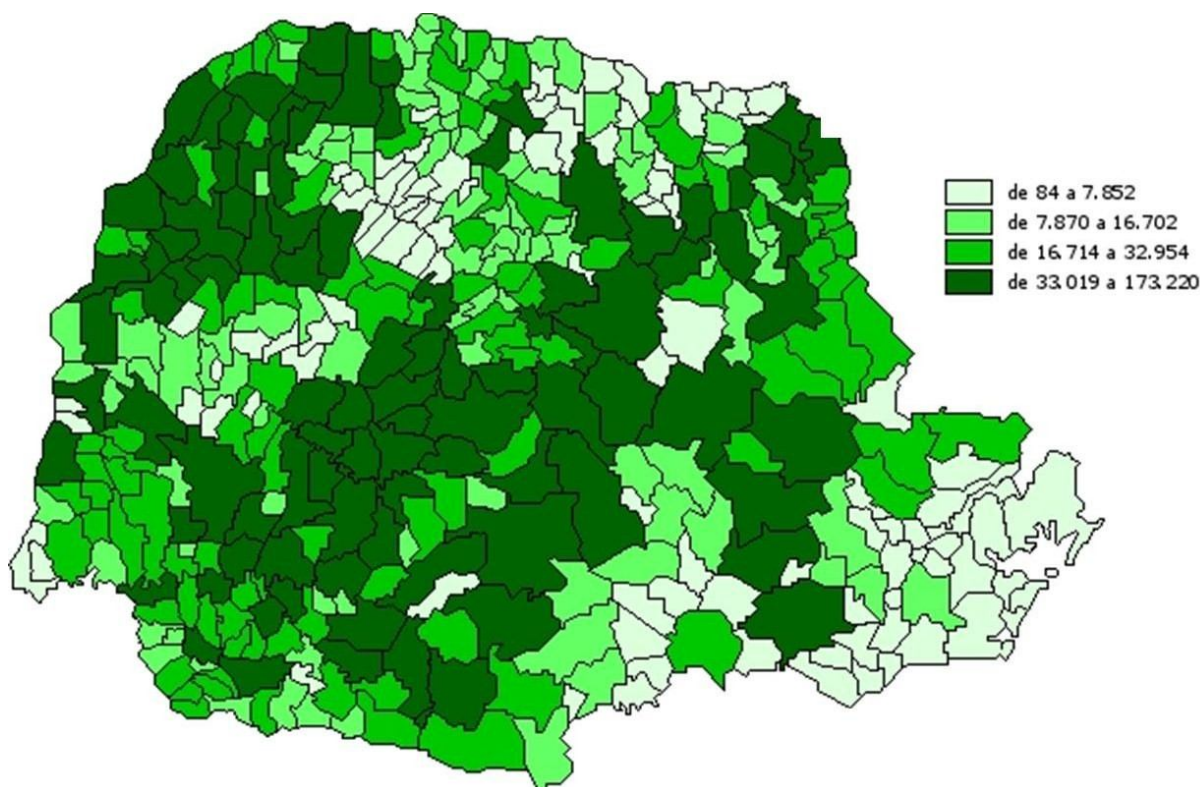 de 84 a 7.852
de 7.870 a 16.702
de 16.714 a 32.954
de 33.019 a 173.220